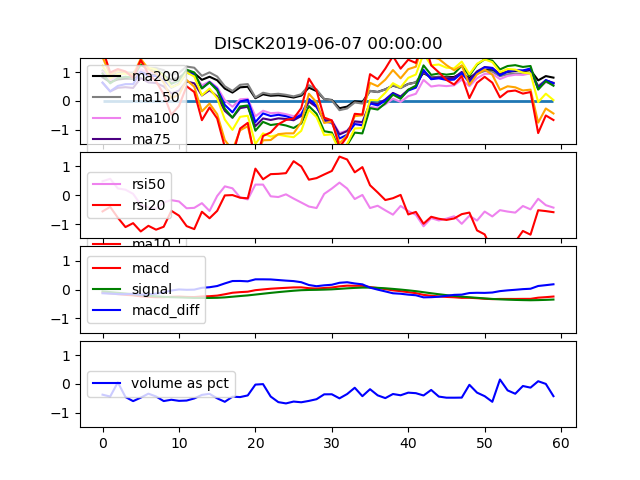 DISCK2019-06-07 00:00:00
1
0
−1
ma200
ma150
ma100
ma75
ma10
1
0
−1
rsi50
rsi20
1
0
−1
macd
signal
macd_diff
1
0
−1
volume as pct
0 10 20 30 40 50 60